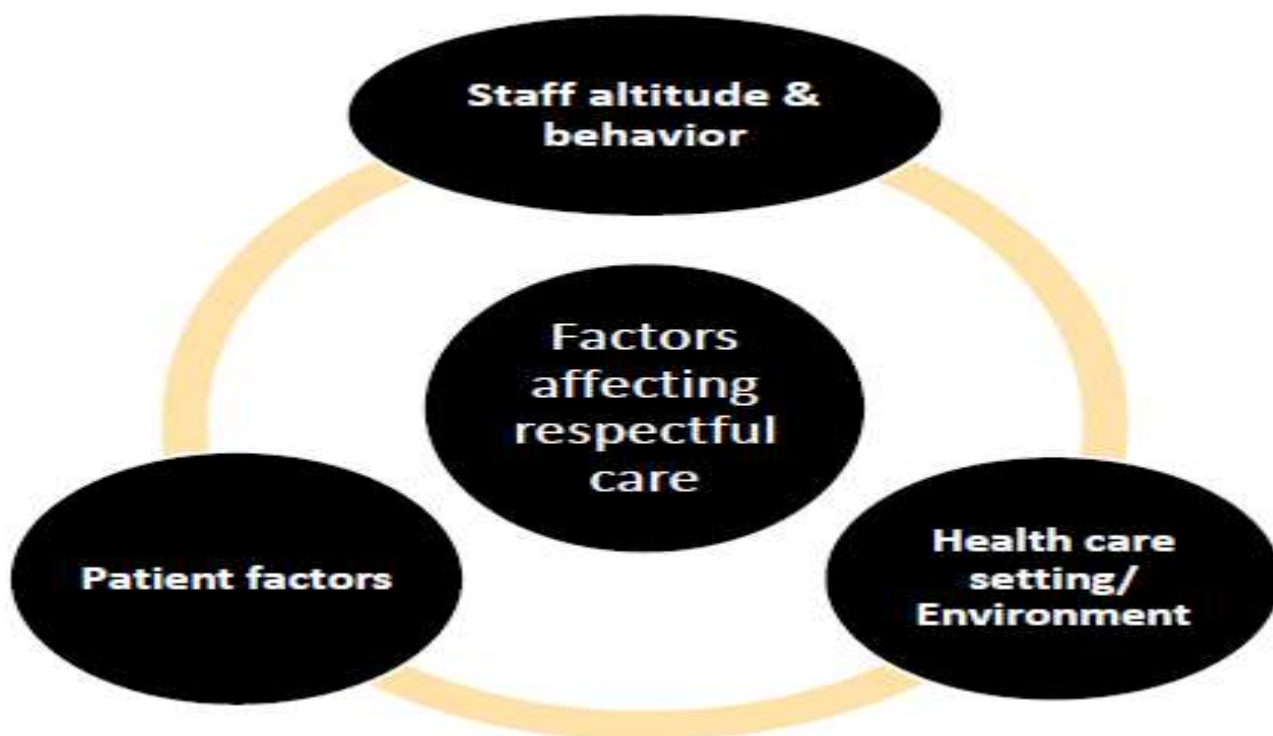 Staff altitude &
behavior
Factors
affecting
respectful
care
Patient factors
Health care
setting/
Environment